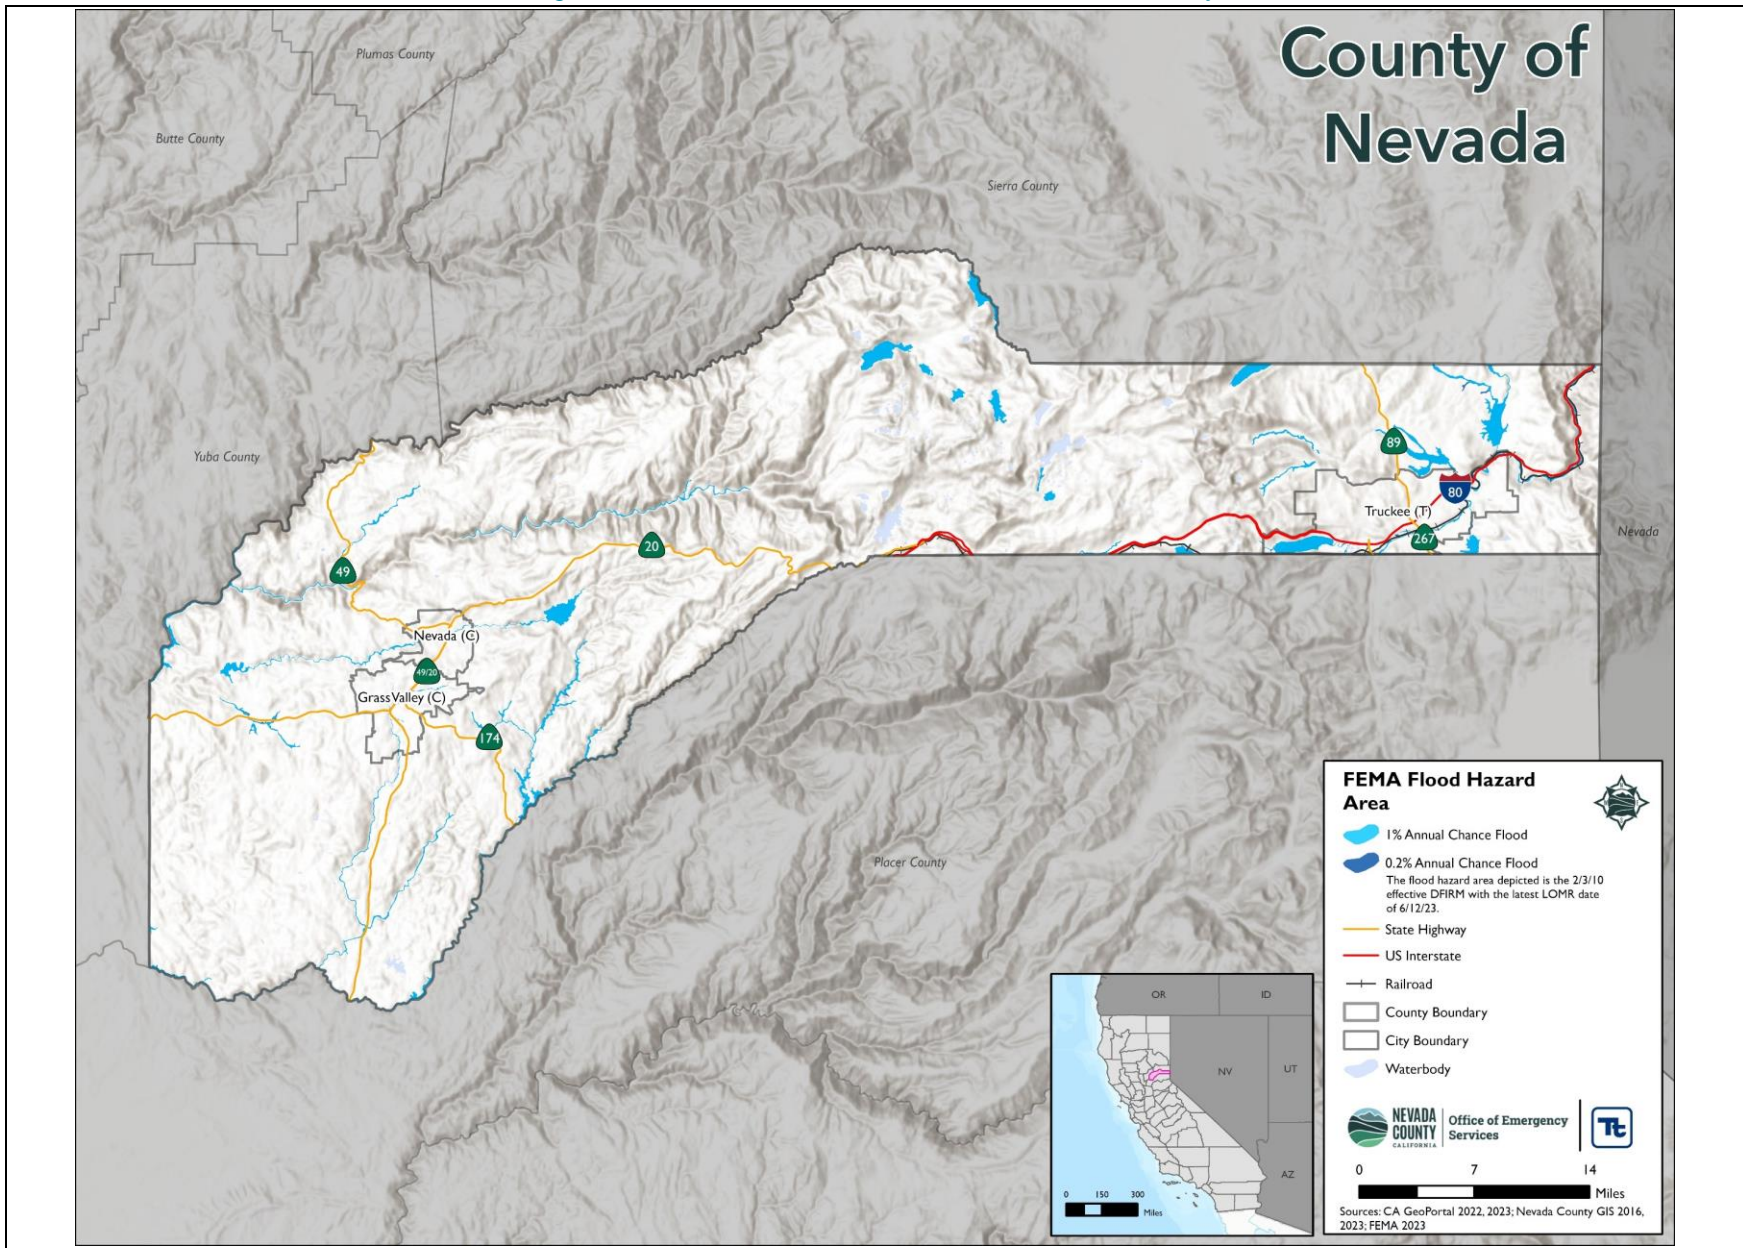 County of
Nevada
Plumas County
Butte County
Sierra County
Yuba County
89
80
Truckee (T)
267
Nevada
20
49
Nevada (C)
49/20
Grass Valley (C)
174
A
Placer County
FEMA Flood Hazard
Area
1% Annual Chance Flood
0.2% Annual Chance Flood
The flood hazard area depicted is the 2/3/10
effective DFIRM with the latest LOMR date
of 6/12/23.
State Highway
US Interstate
Railroad
County Boundary
City Boundary
Waterbody
NEVADA
COUNTY
CALIFORNIA
Office of Emergency
Services
Tt
0 7 14
Miles
Sources: CA GeoPortal 2022, 2023; Nevada County GIS 2016,
2023; FEMA 2023
OR ID
NV UT
AZ
0 150 300
Miles